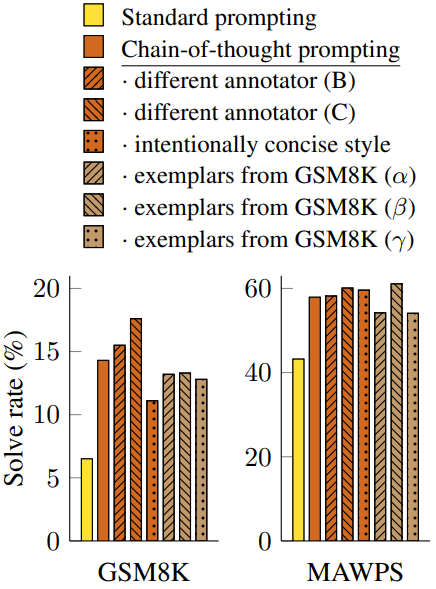 Standard prompting
Chain-of-thought prompting
· different annotator (B)
· different annotator (C)
· intentionally concise style
· exemplars from GSM8K (α)
· exemplars from GSM8K (β)
· exemplars from GSM8K (γ)
Solve rate (%)
20
15
10
5
0
GSM8K
60
40
20
0
MAWPS